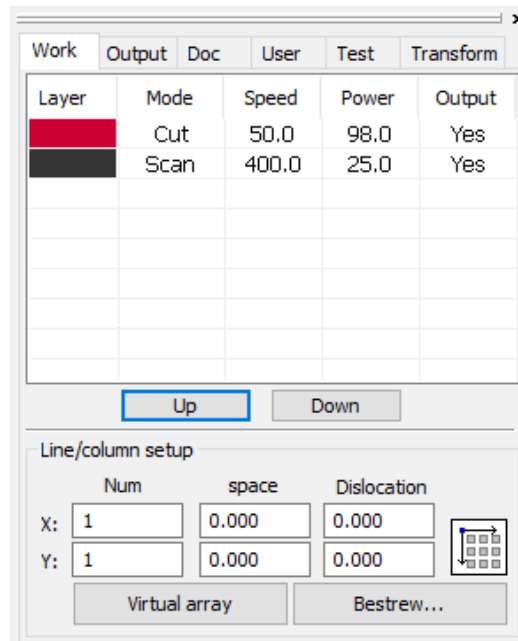 x
Work Output Doc User Test Transform
Layer Mode Speed Power Output
Cut 50.0 98.0 Yes
Scan 400.0 25.0 Yes
Up Down
Line/column setup
Num space Dislocation
X: 1 0.000 0.000
Y: 1 0.000 0.000
Virtual array Bestrew...